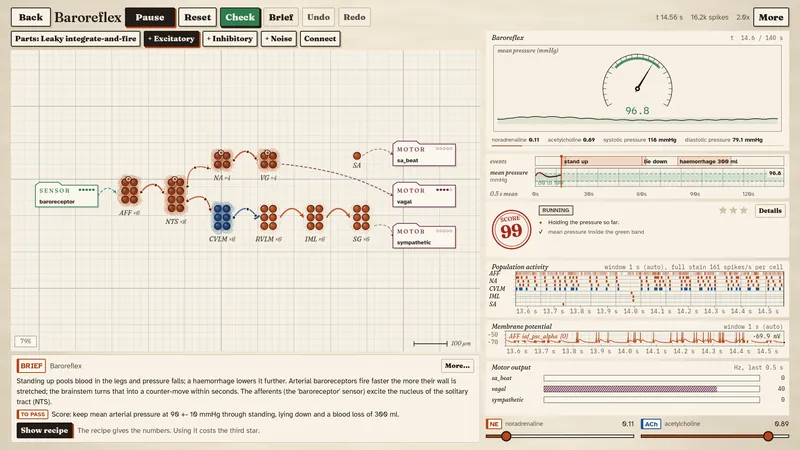 Back Baroreflex Pause Reset Check Brief Undo Redo t 14.56 s 16.2k spikes 2.0x More
Parts: Leaky integrate-and-fire + Excitatory + Inhibitory + Noise Connect
SENSOR
baroreceptor
AFF ×6
NTS ×8
NA ×4
VG ×4
CVLM ×6
RVLM ×6
IML ×6
SG ×6
SA
MOTOR
sa_beat
MOTOR
vagal
MOTOR
sympathetic
79%
100 μm
BRIEF Baroreflex More...
Standing up pools blood in the legs and pressure falls; a haemorrhage lowers it further. Arterial baroreceptors fire faster the more their wall is
stretched; the brainstem turns that into a counter-move within seconds. The afferents (the 'baroreceptor' sensor) excite the nucleus of the solitary
tract (NTS).
TO PASS Score: keep mean arterial pressure at 90 +- 10 mmHg through standing, lying down and a blood loss of 300 ml.
Show recipe The recipe gives the numbers. Using it costs the third star.
Baroreflex t 14.6 / 140 s
mean pressure (mmHg)
96.8
noradrenaline 0.11 acetylcholine 0.89 systolic pressure 116 mmHg diastolic pressure 79.1 mmHg
events stand up lie down haemorrhage 300 ml
mean pressure 96.8
mmHg
0.5 s mean 0s 30s 60s 90s 120s
SCORE
99
RUNNING Details
Holding the pressure so far.
✓ mean pressure inside the green band
Population activity window 1 s (auto), full stain 161 spikes/s per cell
AFF
NA
CVLM
IML
SA
13.6 s 13.7 s 13.8 s 13.9 s 14.0 s 14.1 s 14.2 s 14.3 s 14.4 s 14.5 s
Membrane potential window 1 s (auto)
-50 AFF iaf_psc_alpha [0] -69.9 mV
-70
13.6 s 13.7 s 13.8 s 13.9 s 14.0 s 14.1 s 14.2 s 14.3 s 14.4 s 14.5 s
Motor output Hz, last 0.5 s
sa_beat 0
vagal 40
sympathetic 0
NE noradrenaline 0.11 ACh acetylcholine 0.89